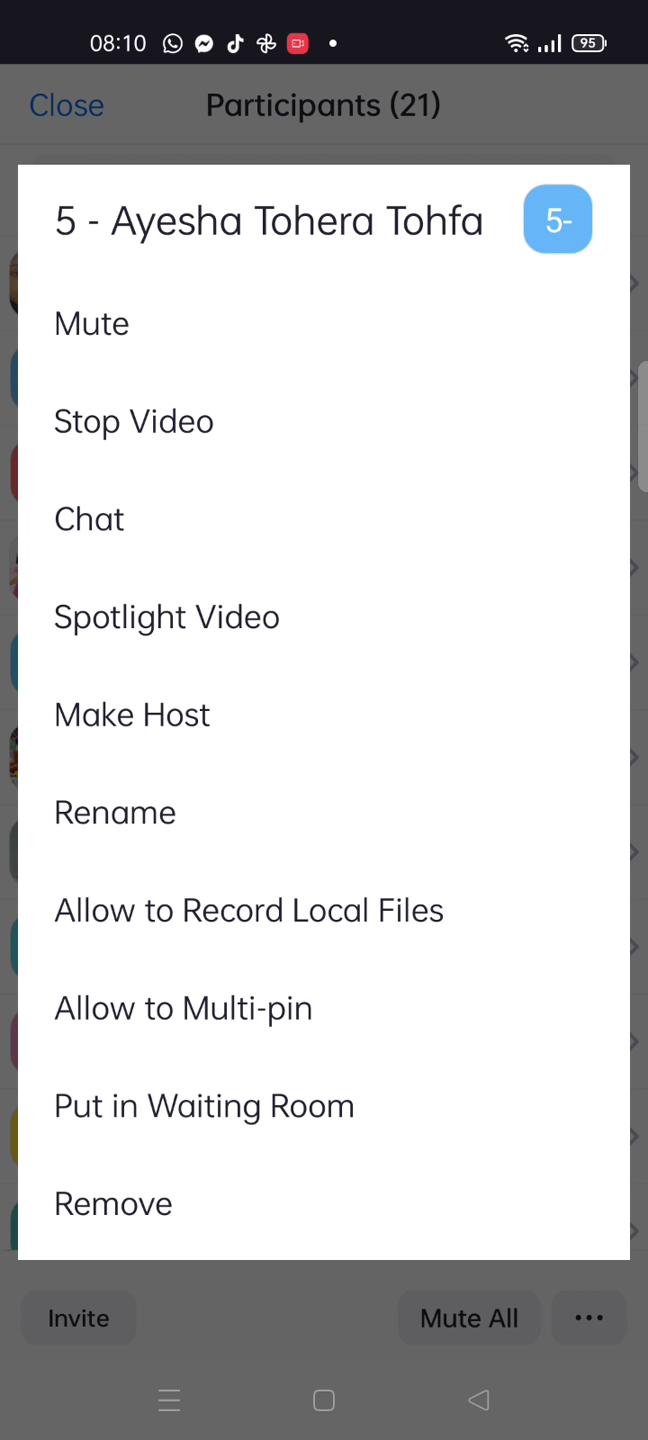 08:10
95
Close
Participants (21)
5 - Ayesha Tohera Tohfa
5-
Mute
Stop Video
Chat
Spotlight Video
Make Host
Rename
Allow to Record Local Files
Allow to Multi-pin
Put in Waiting Room
Remove
Invite
Mute All
...